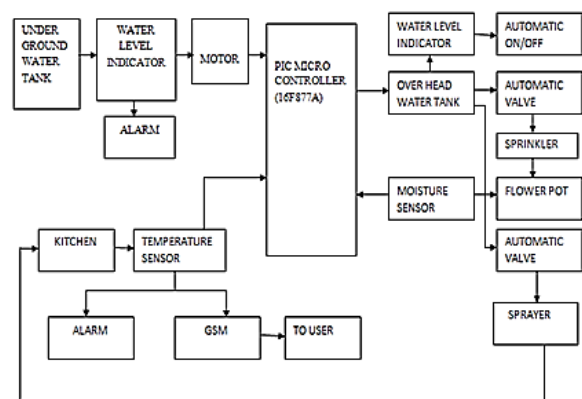 UNDER
GROUND
WATER
TANK
WATER
LEVEL
INDICATOR
ALARM
MOTOR
PIC MICRO
CONTROLLER
(16F877A)
WATER LEVEL
INDICATOR
AUTOMATIC
ON/OFF
OVER HEAD
WATER TANK
AUTOMATIC
VALVE
SPRINKLER
MOISTURE
SENSOR
FLOWER POT
KITCHEN
TEMPERATURE
SENSOR
AUTOMATIC
VALVE
ALARM
GSM
TO USER
SPRAYER